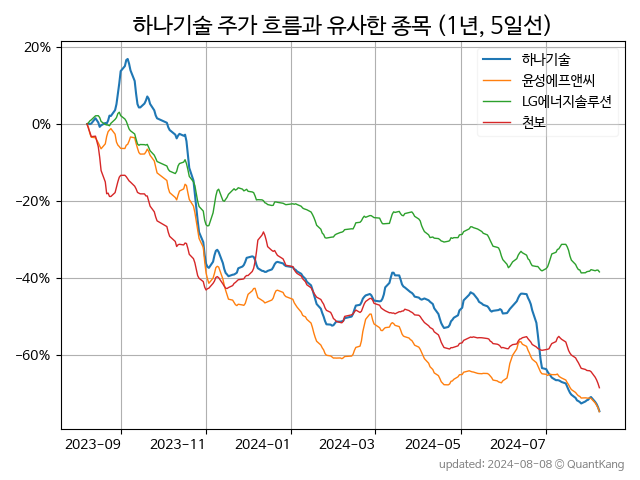 하나기술 주가 흐름과 유사한 종목 (1년, 5일선)
20%
0%
−20%
−40%
−60%
하나기술
윤성에프앤씨
LG에너지솔루션
천보
2023-09
2023-11
2024-01
2024-03
2024-05
2024-07
updated: 2024-08-08 © QuantKang